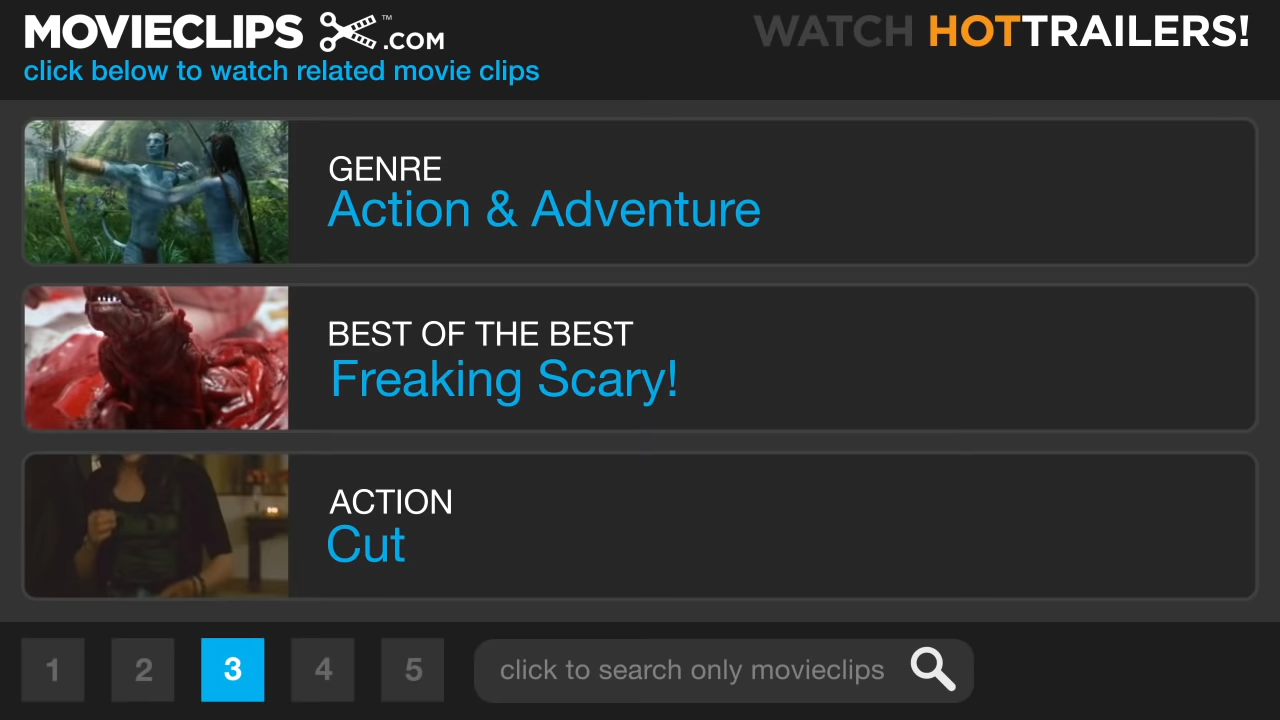 MOVIECLIPS ™ .COM
WATCH HOTTRAILERS!
click below to watch related movie clips
GENRE
Action & Adventure
BEST OF THE BEST
Freaking Scary!
ACTION
Cut
1 2 3 4 5
click to search only movieclips